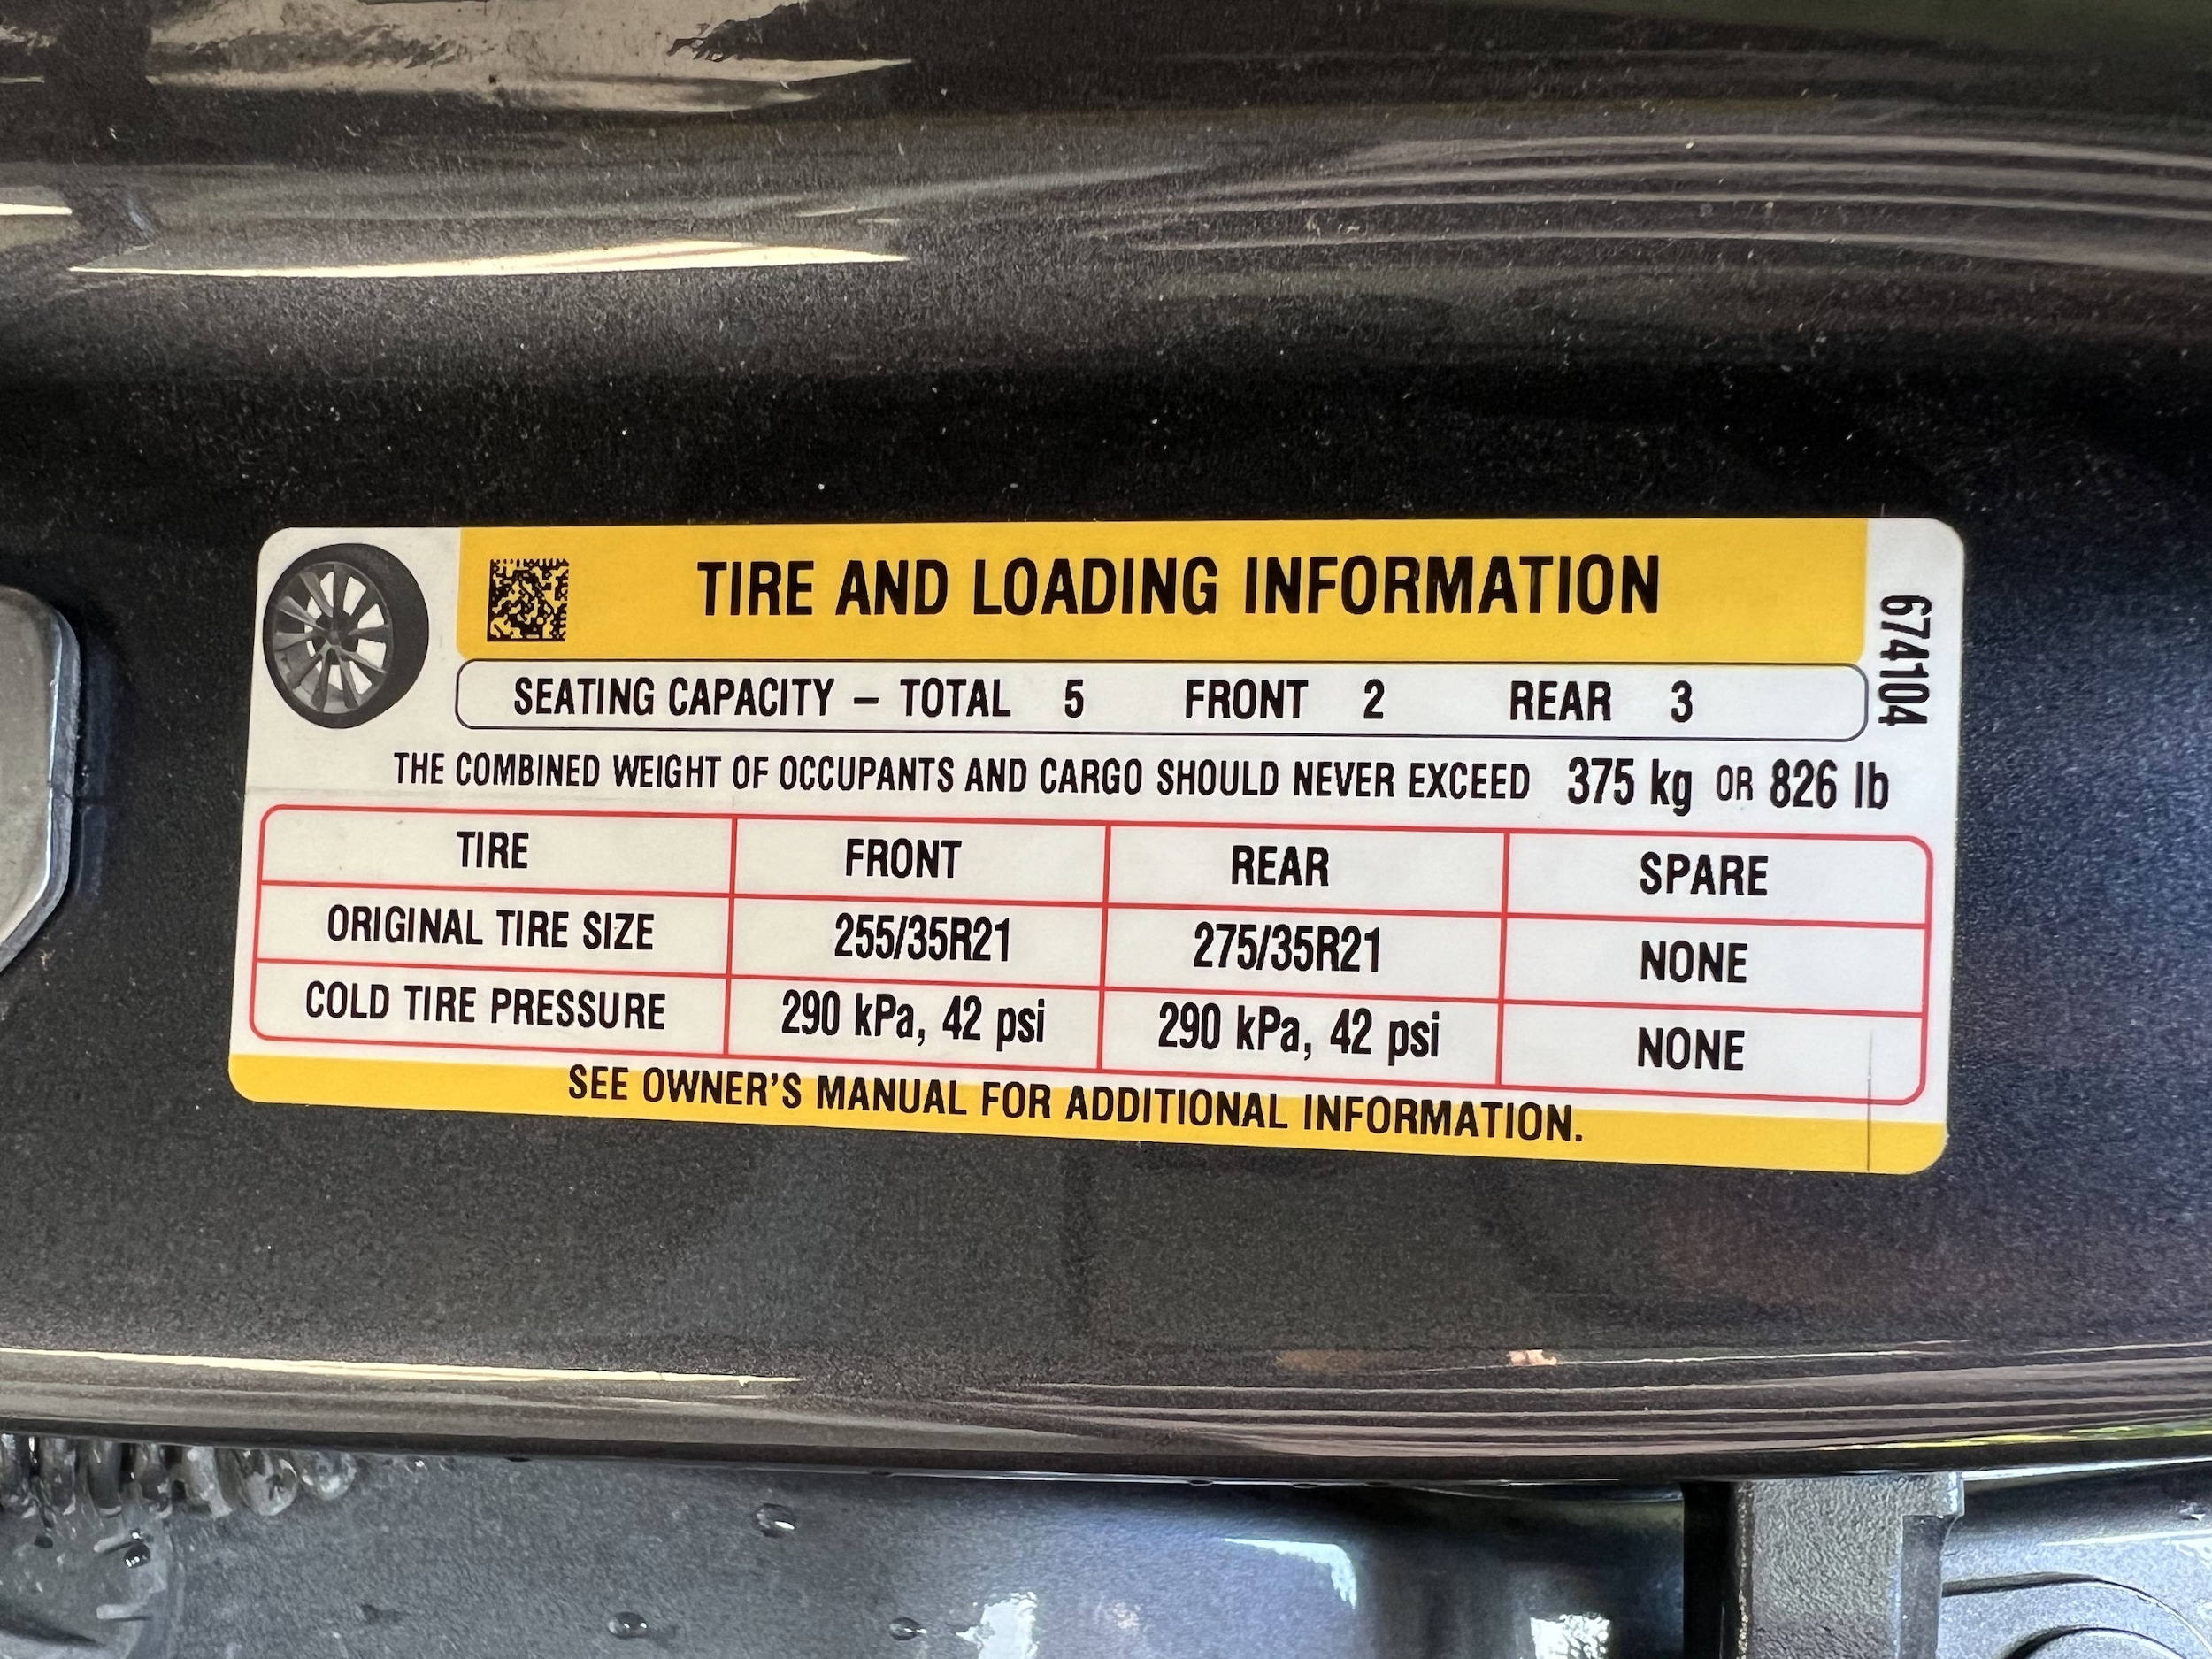 TIRE AND LOADING INFORMATION
674104
SEATING CAPACITY – TOTAL 5 FRONT 2 REAR 3
THE COMBINED WEIGHT OF OCCUPANTS AND CARGO SHOULD NEVER EXCEED 375 kg OR 826 lb
TIRE FRONT REAR SPARE
ORIGINAL TIRE SIZE 255/35R21 275/35R21 NONE
COLD TIRE PRESSURE 290 kPa, 42 psi 290 kPa, 42 psi NONE
SEE OWNER'S MANUAL FOR ADDITIONAL INFORMATION.